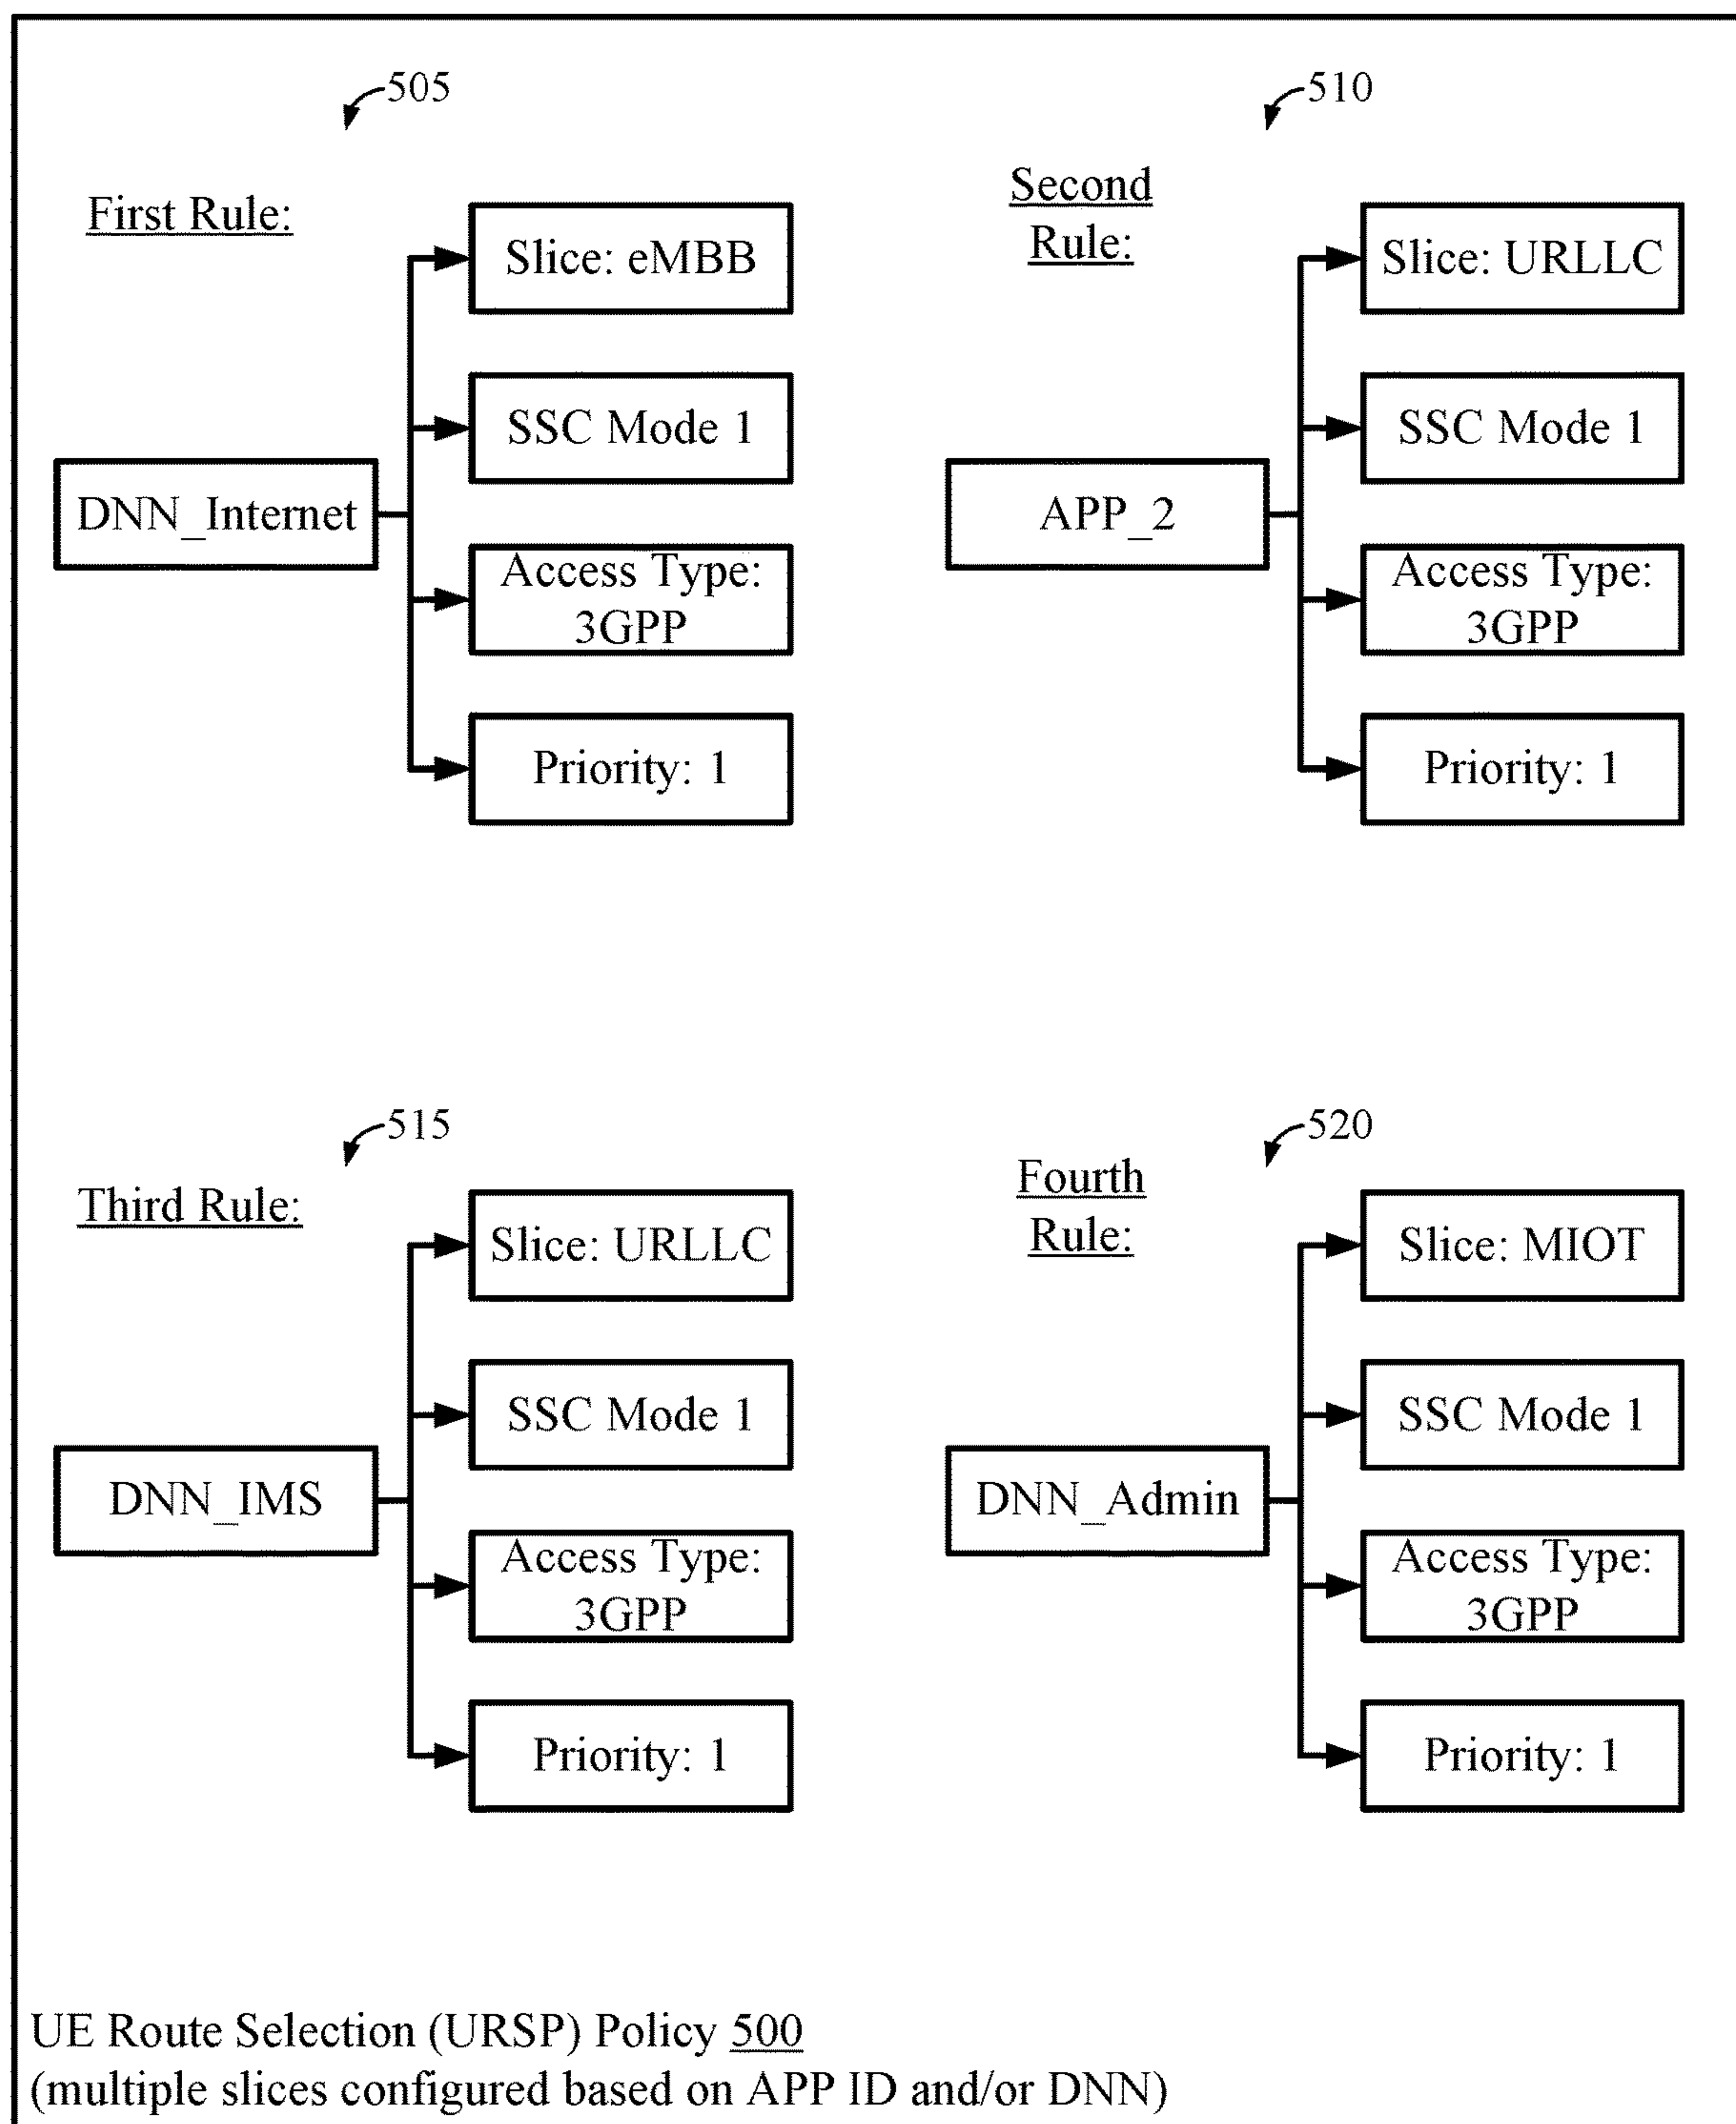 505
First Rule:
Slice: eMBB
SSC Mode 1
DNN_Internet
Access Type:
3GPP
Priority: 1
510
Second
Rule:
Slice: URLLC
SSC Mode 1
APP_2
Access Type:
3GPP
Priority: 1
515
Third Rule:
Slice: URLLC
SSC Mode 1
DNN_IMS
Access Type:
3GPP
Priority: 1
520
Fourth
Rule:
Slice: MIOT
SSC Mode 1
DNN_Admin
Access Type:
3GPP
Priority: 1
UE Route Selection (URSP) Policy 500
(multiple slices configured based on APP ID and/or DNN)